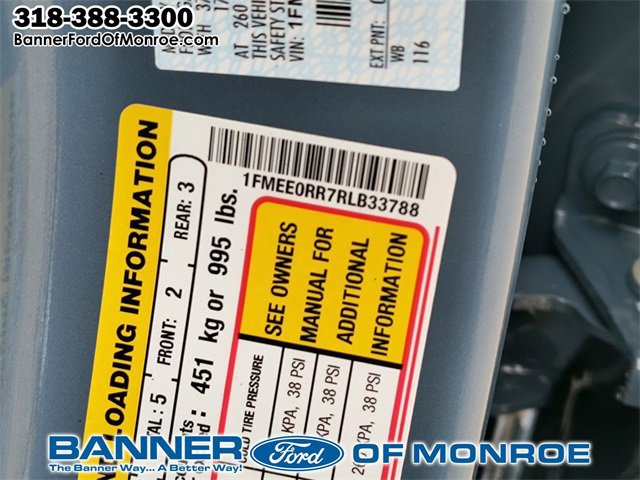 318-388-3300
BannerFordOfMonroe.com
AT 260
THIS VEHI
SAFETY S
VIN: 1FM
EXT PNT:
WB
116
1FMEE0RR7RLB33788
LOADING INFORMATION
TAL: 5 FRONT: 2 REAR: 3
451 kg or 995 lbs.
SEE OWNERS
MANUAL FOR
ADDITIONAL
INFORMATION
COLD TIRE PRESSURE
KPA, 38 PSI
KPA, 38 PSI
KPA, 38 PSI
BANNER Ford OF MONROE
The Banner Way... A Better Way!